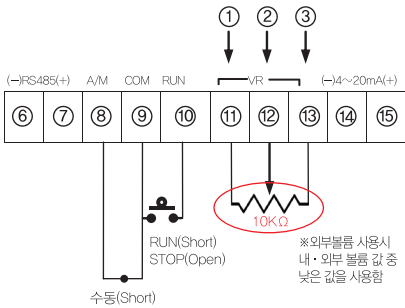 ① ② ③
(−)RS485(+) A/M COM RUN VR (−)4~20mA(+)
⑥ ⑦ ⑧ ⑨ ⑩ ⑪ ⑫ ⑬ ⑭ ⑮
10KΩ
RUN(Short)
STOP(Open)
※외부볼륨 사용시
내・외부 볼륨 값 중
낮은 값을 사용함
수동(Short)